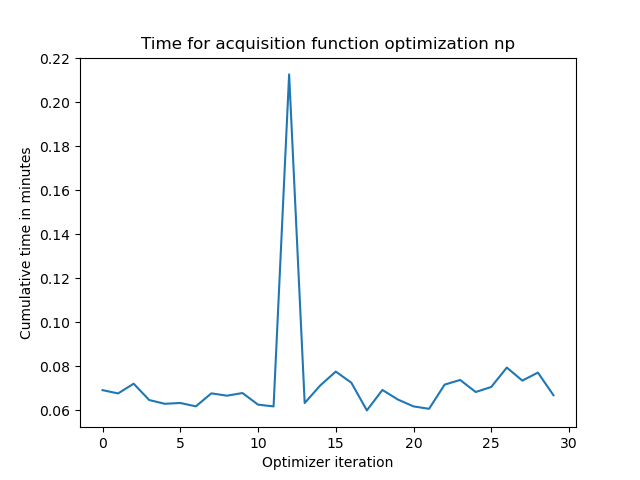 Time for acquisition function optimization np
Cumulative time in minutes
0.22
0.20
0.18
0.16
0.14
0.12
0.10
0.08
0.06
0 5 10 15 20 25 30
Optimizer iteration